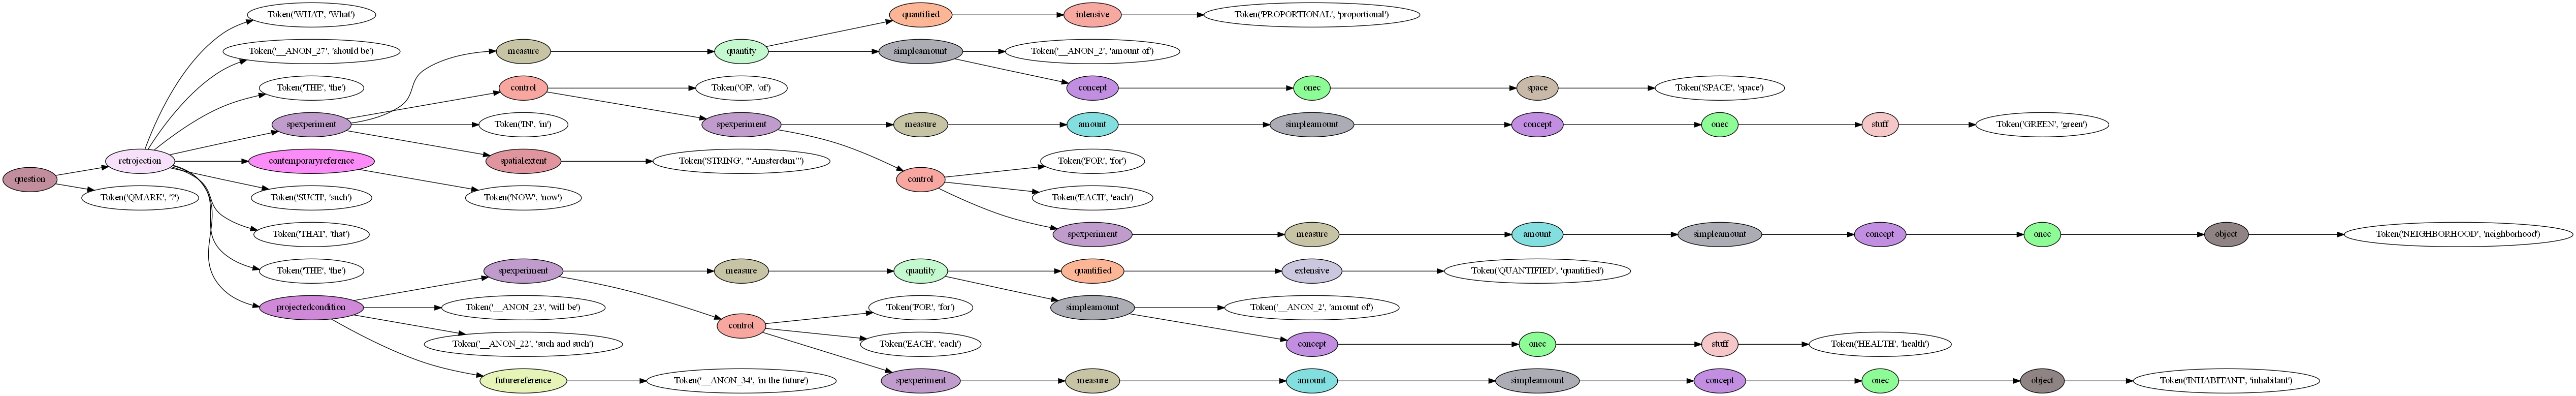 quantified intensive Token('PROPORTIONAL', 'proportional')
Token('WHAT', 'What')
measure quantity simpleamount Token('__ANON_2', 'amount of')
Token('__ANON_27', 'should be')
control Token('OF', 'of') concept onec space Token('SPACE', 'space')
Token('THE', 'the')
spexperiment Token('IN', 'in') spexperiment measure amount simpleamount concept onec stuff Token('GREEN', 'green')
retrojection contemporaryreference spatialextent Token('STRING', "'Amsterdam'") Token('FOR', 'for')
question control
Token('QMARK', '?') Token('SUCH', 'such') Token('NOW', 'now') Token('EACH', 'each')
Token('THAT', 'that') spexperiment measure amount simpleamount concept onec object Token('NEIGHBORHOOD', 'neighborhood')
Token('THE', 'the') spexperiment measure quantity quantified extensive Token('QUANTIFIED', 'quantified')
projectedcondition Token('__ANON_23', 'will be') Token('FOR', 'for') simpleamount Token('__ANON_2', 'amount of')
control
Token('__ANON_22', 'such and such') Token('EACH', 'each') concept onec stuff Token('HEALTH', 'health')
futurereference Token('__ANON_34', 'in the future') spexperiment measure amount simpleamount concept onec object Token('INHABITANT', 'inhabitant')